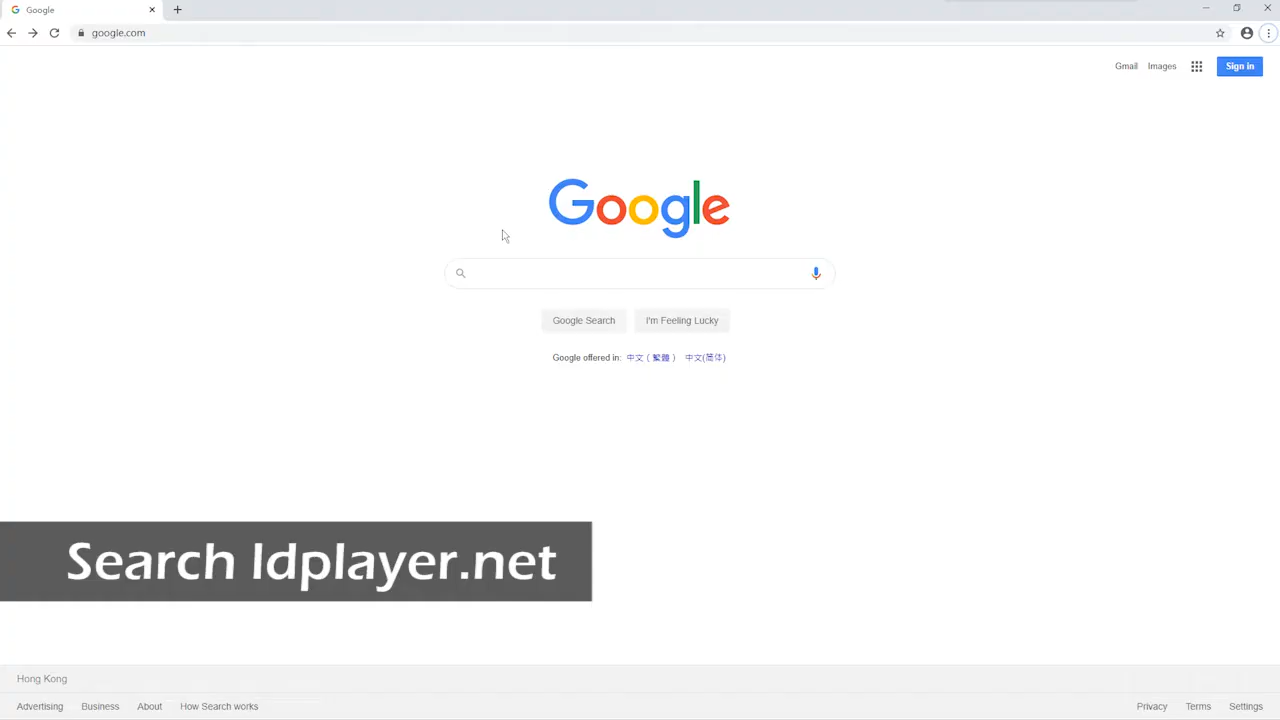 Google
google.com
Gmail Images Sign in
Google
Google Search I'm Feeling Lucky
Google offered in: 中文（繁體） 中文(简体)
Search ldplayer.net
Hong Kong
Advertising Business About How Search works Privacy Terms Settings